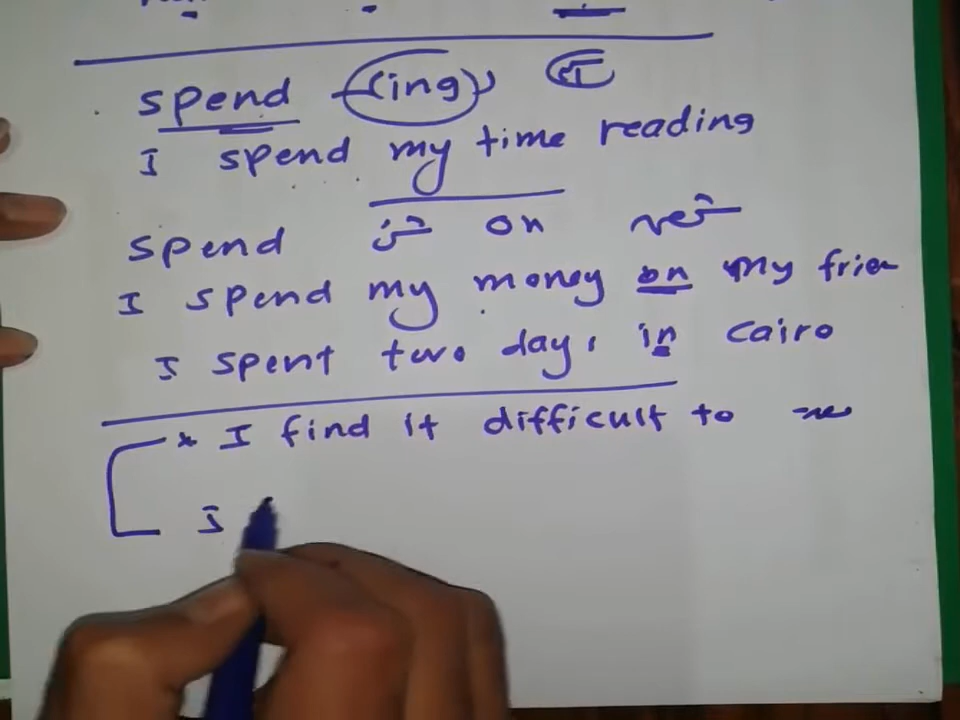 spend (ing)
I spend my time reading
spend on
I spend my money on my frien
I spent two days in cairo
* I find it difficult to
I